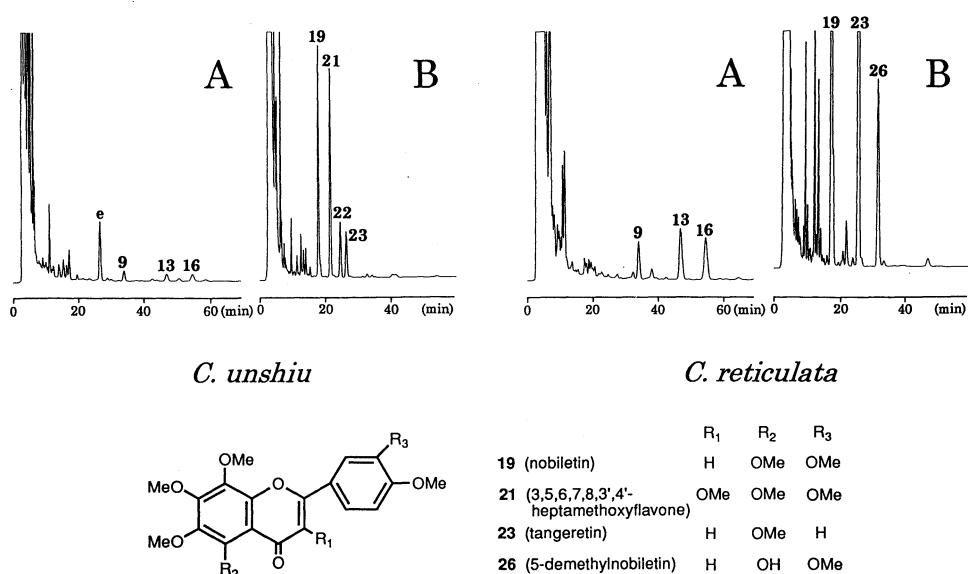 A
e
9
13
16
0
20
40
60
(min)
B
19
21
22
23
0
20
40
(min)
A
9
13
16
0
20
40
60 (min)
B
19
23
26
0
20
40
(min)
C. unshiu
C. reticulata
OMe
MeO
MeO
R2
O
O
R1
R3
OMe
R1 R2 R3
19 (nobiletin) H OMe OMe
21 (3,5,6,7,8,3',4'- OMe OMe OMe
heptamethoxyflavone)
23 (tangeretin) H OMe H
26 (5-demethylnobiletin) H OH OMe